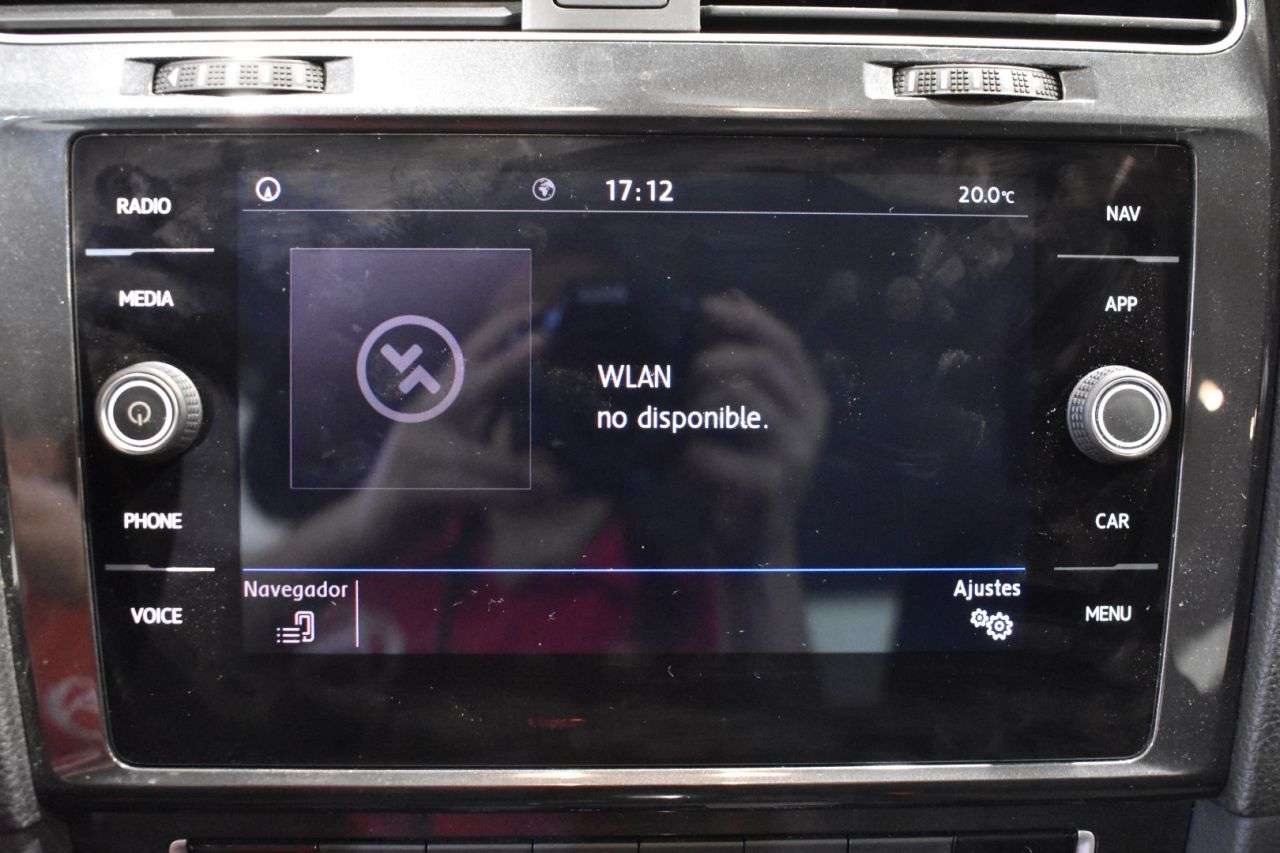 RADIO
MEDIA
PHONE
VOICE
17:12
20.0°C
WLAN
no disponible.
Navegador
Ajustes
NAV
APP
CAR
MENU